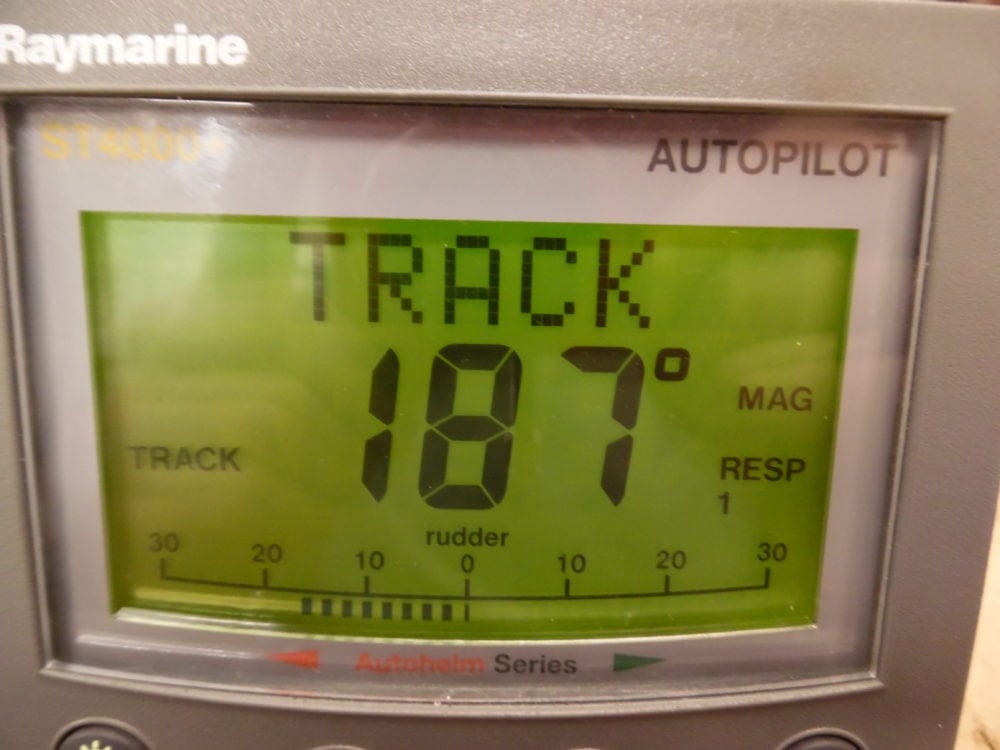 Raymarine
ST4000+
AUTOPILOT
TRACK
187°
MAG
TRACK
RESP
1
rudder
30 20 10 0 10 20 30
Autohelm Series